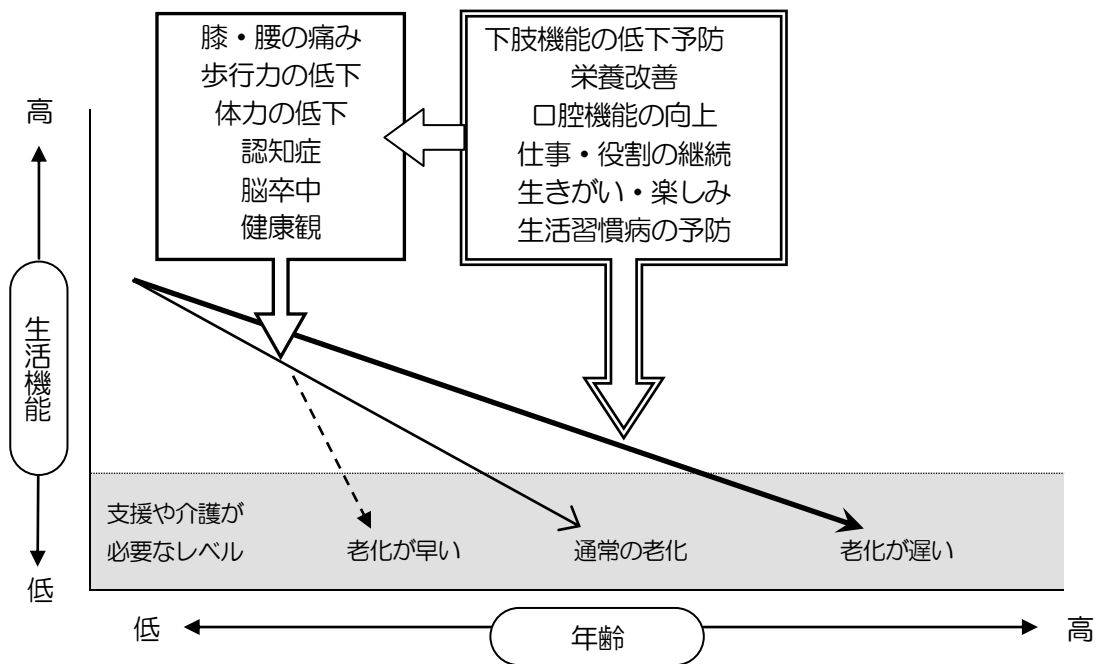 膝・腰の痛み
歩行力の低下
体力の低下
認知症
脳卒中
健康観
下肢機能の低下予防
栄養改善
口腔機能の向上
仕事・役割の継続
生きがい・楽しみ
生活習慣病の予防
高
生活機能
低
支援や介護が
必要なレベル
老化が早い
通常の老化
老化が遅い
低
年齢
高